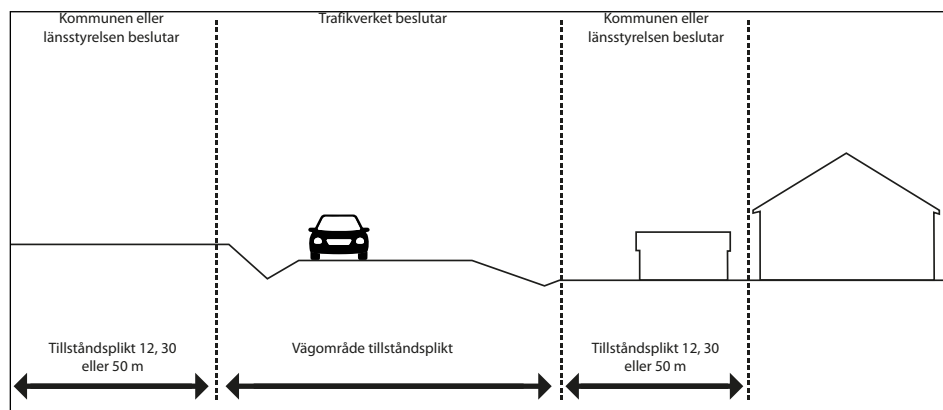 Kommunen eller
länsstyrelsen beslutar
Trafikverket beslutar
Kommunen eller
länsstyrelsen beslutar
Tillståndsplikt 12, 30
eller 50 m
Vägområde tillståndsplikt
Tillståndsplikt 12, 30
eller 50 m